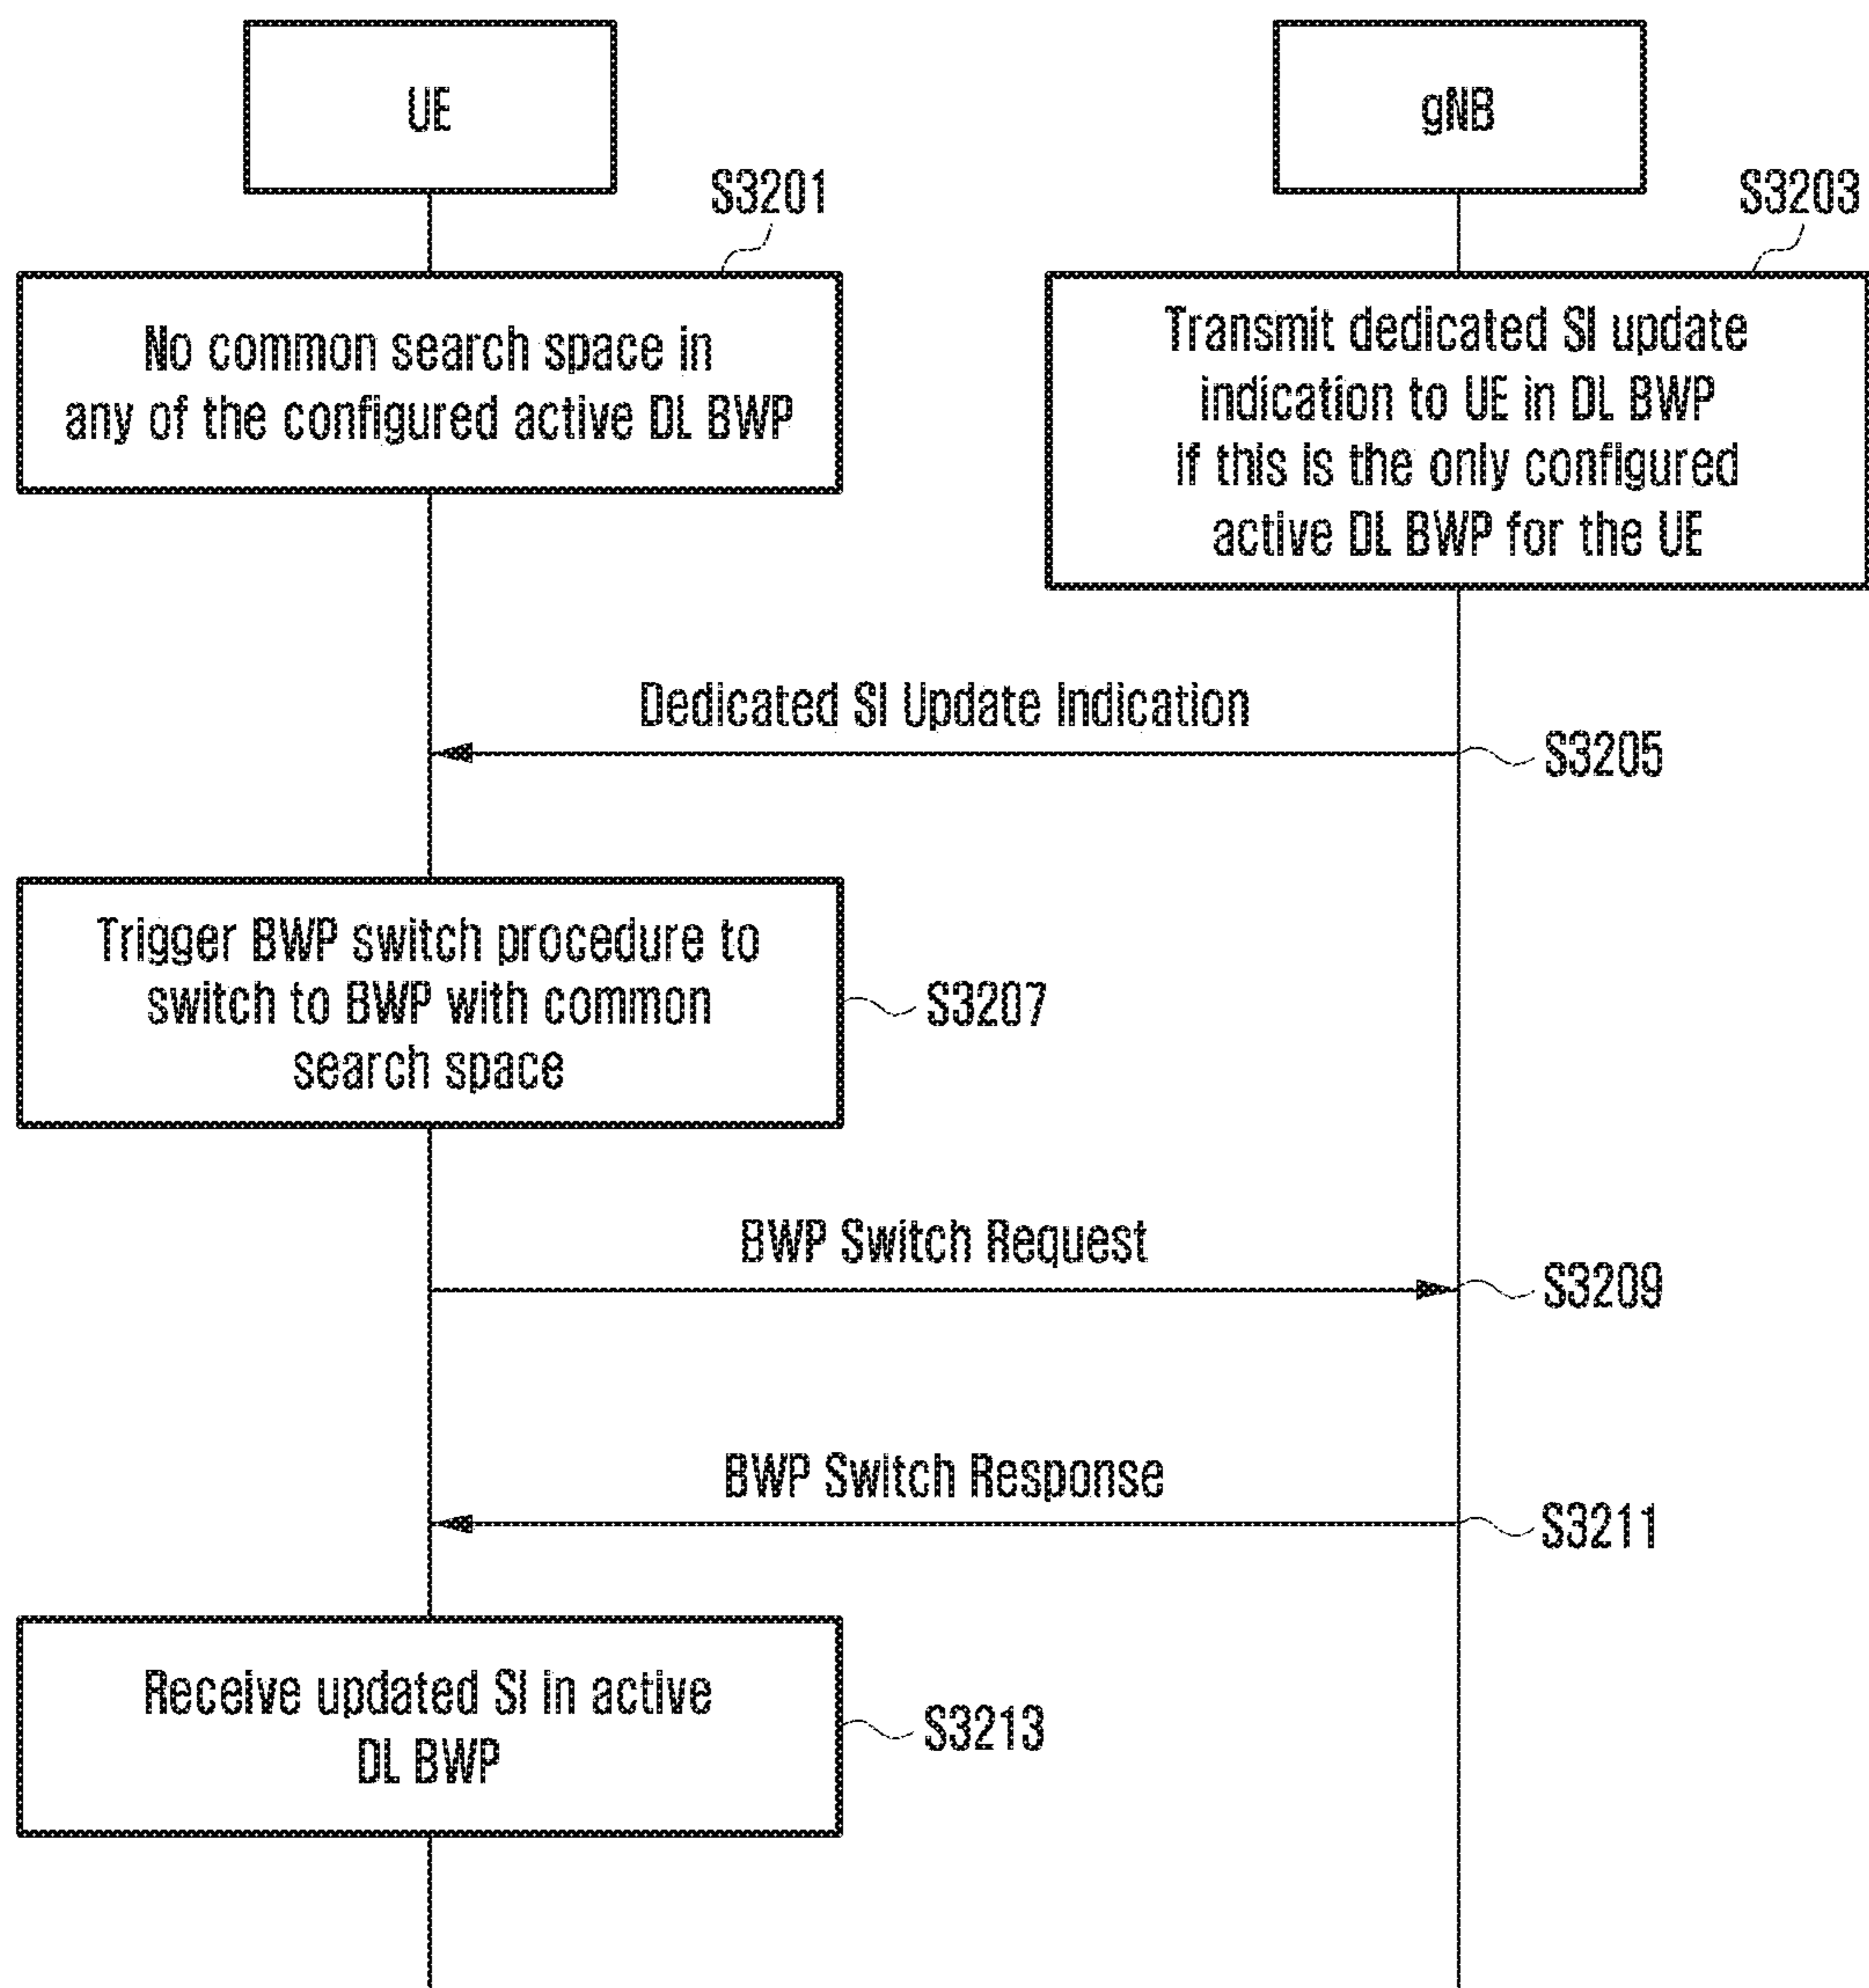 UE
gNB
S3201
S3203
No common search space in
any of the configured active DL BWP
Transmit dedicated SI update
indication to UE in DL BWP
if this is the only configured
active DL BWP for the UE
Dedicated SI Update Indication
S3205
Trigger BWP switch procedure to
switch to BWP with common
search space
S3207
BWP Switch Request
S3209
BWP Switch Response
S3211
Receive updated SI in active
DL BWP
S3213